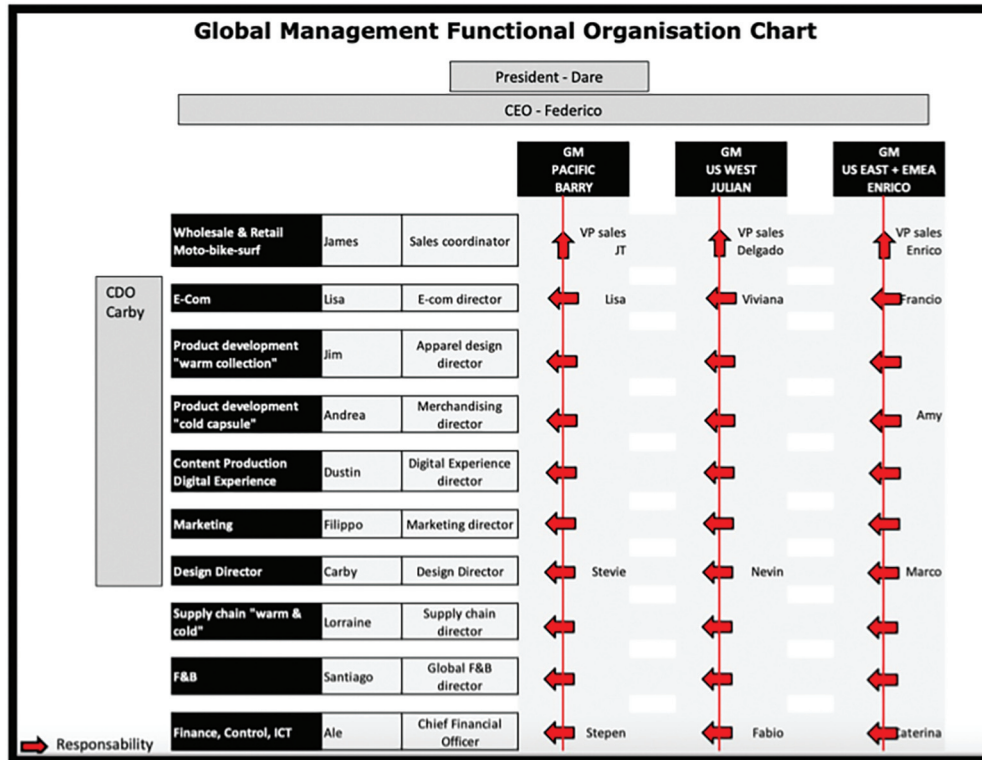 Global Management Functional Organisation Chart
President - Dare
CEO - Federico
GM
PACIFIC
BARRY
GM
US WEST
JULIAN
GM
US EAST + EMEA
ENRICO
Wholesale & Retail
Moto-bike-surf
James
Sales coordinator
VP sales
JT
VP sales
Delgado
VP sales
Enrico
CDO
Carby
E-Com
Lisa
E-com director
Lisa
Viviana
Francio
Product development
"warm collection"
Jim
Apparel design
director
Product development
"cold capsule"
Andrea
Merchandising
director
Amy
Content Production
Digital Experience
Dustin
Digital Experience
director
Marketing
Filippo
Marketing director
Design Director
Carby
Design Director
Stevie
Nevin
Marco
Supply chain "warm &
cold"
Lorraine
Supply chain
director
F&B
Santiago
Global F&B
director
Finance, Control, ICT
Ale
Chief Financial
Officer
Stepen
Fabio
Caterina
Responsability